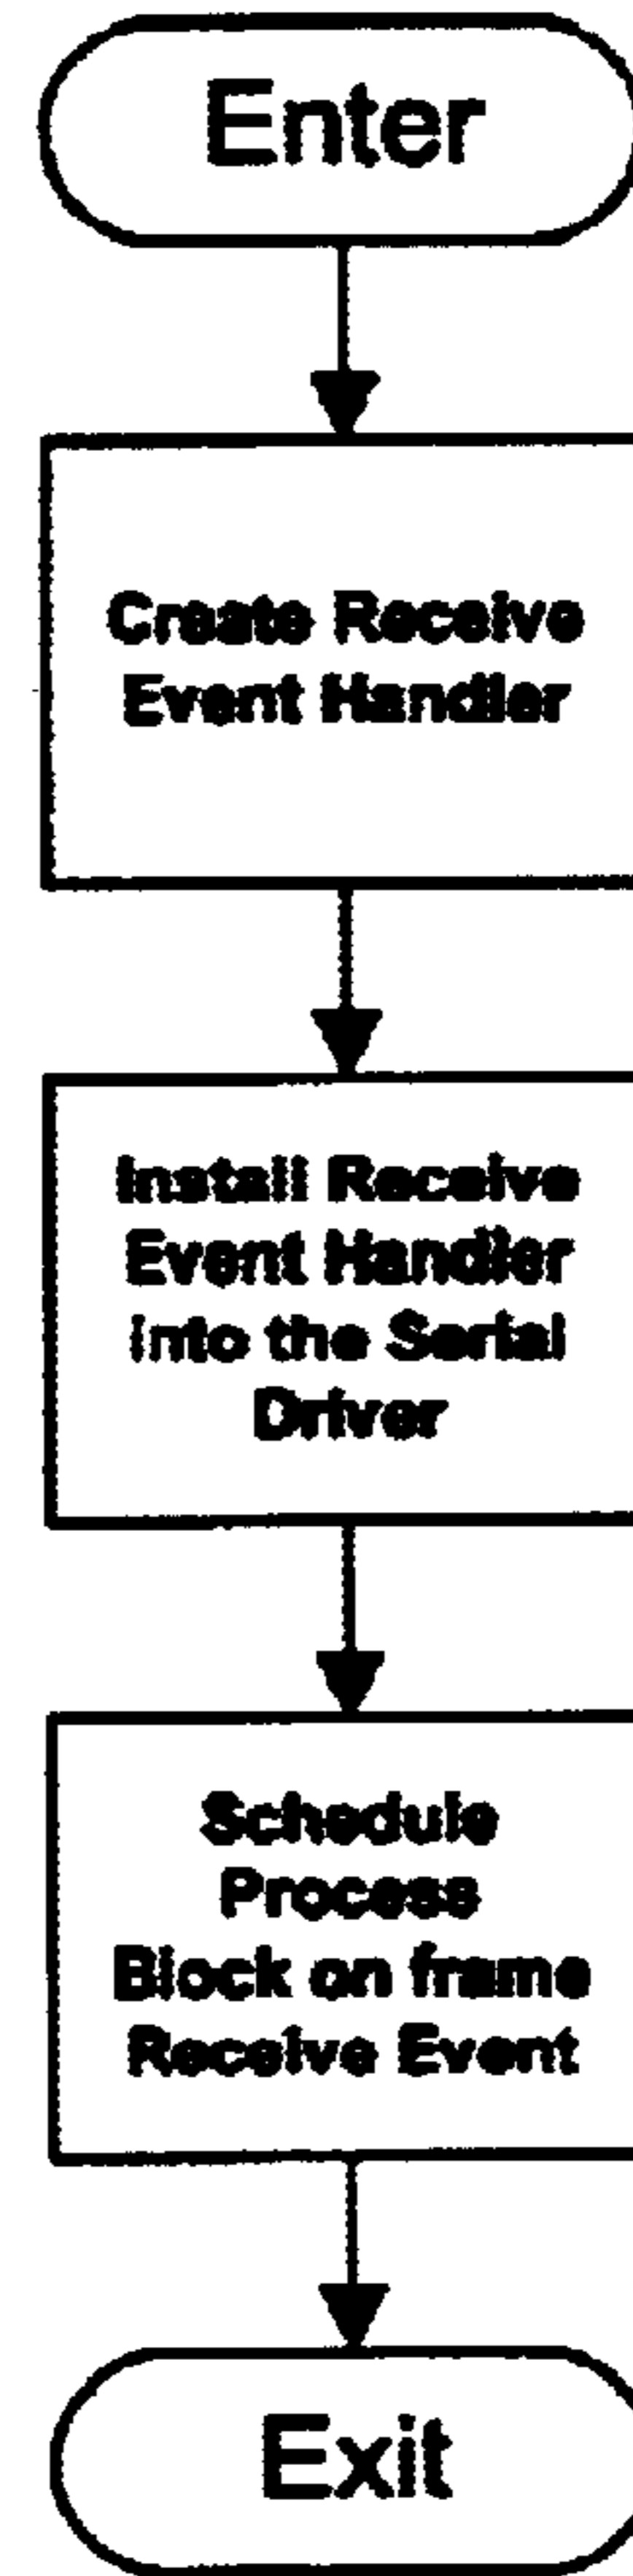 Enter
Create Receive
Event Handler
Install Receive
Event Handler
into the Serial
Driver
Schedule
Process
Block on frame
Receive Event
Exit